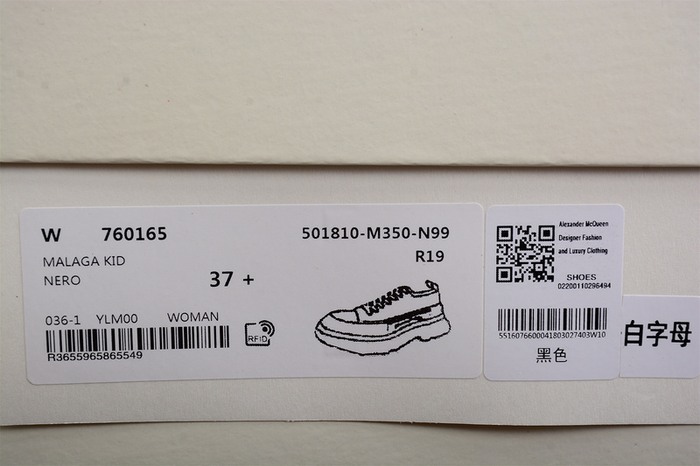 W 760165 501810-M350-N99
MALAGA KID R19
NERO 37 +
036-1 YLM00 WOMAN
RFID
R3655965865549
Alexander McQueen
Designer Fashion
and Luxury Clothing
SHOES
02200110296494
5516076600041803027403W10
黑色
白字母